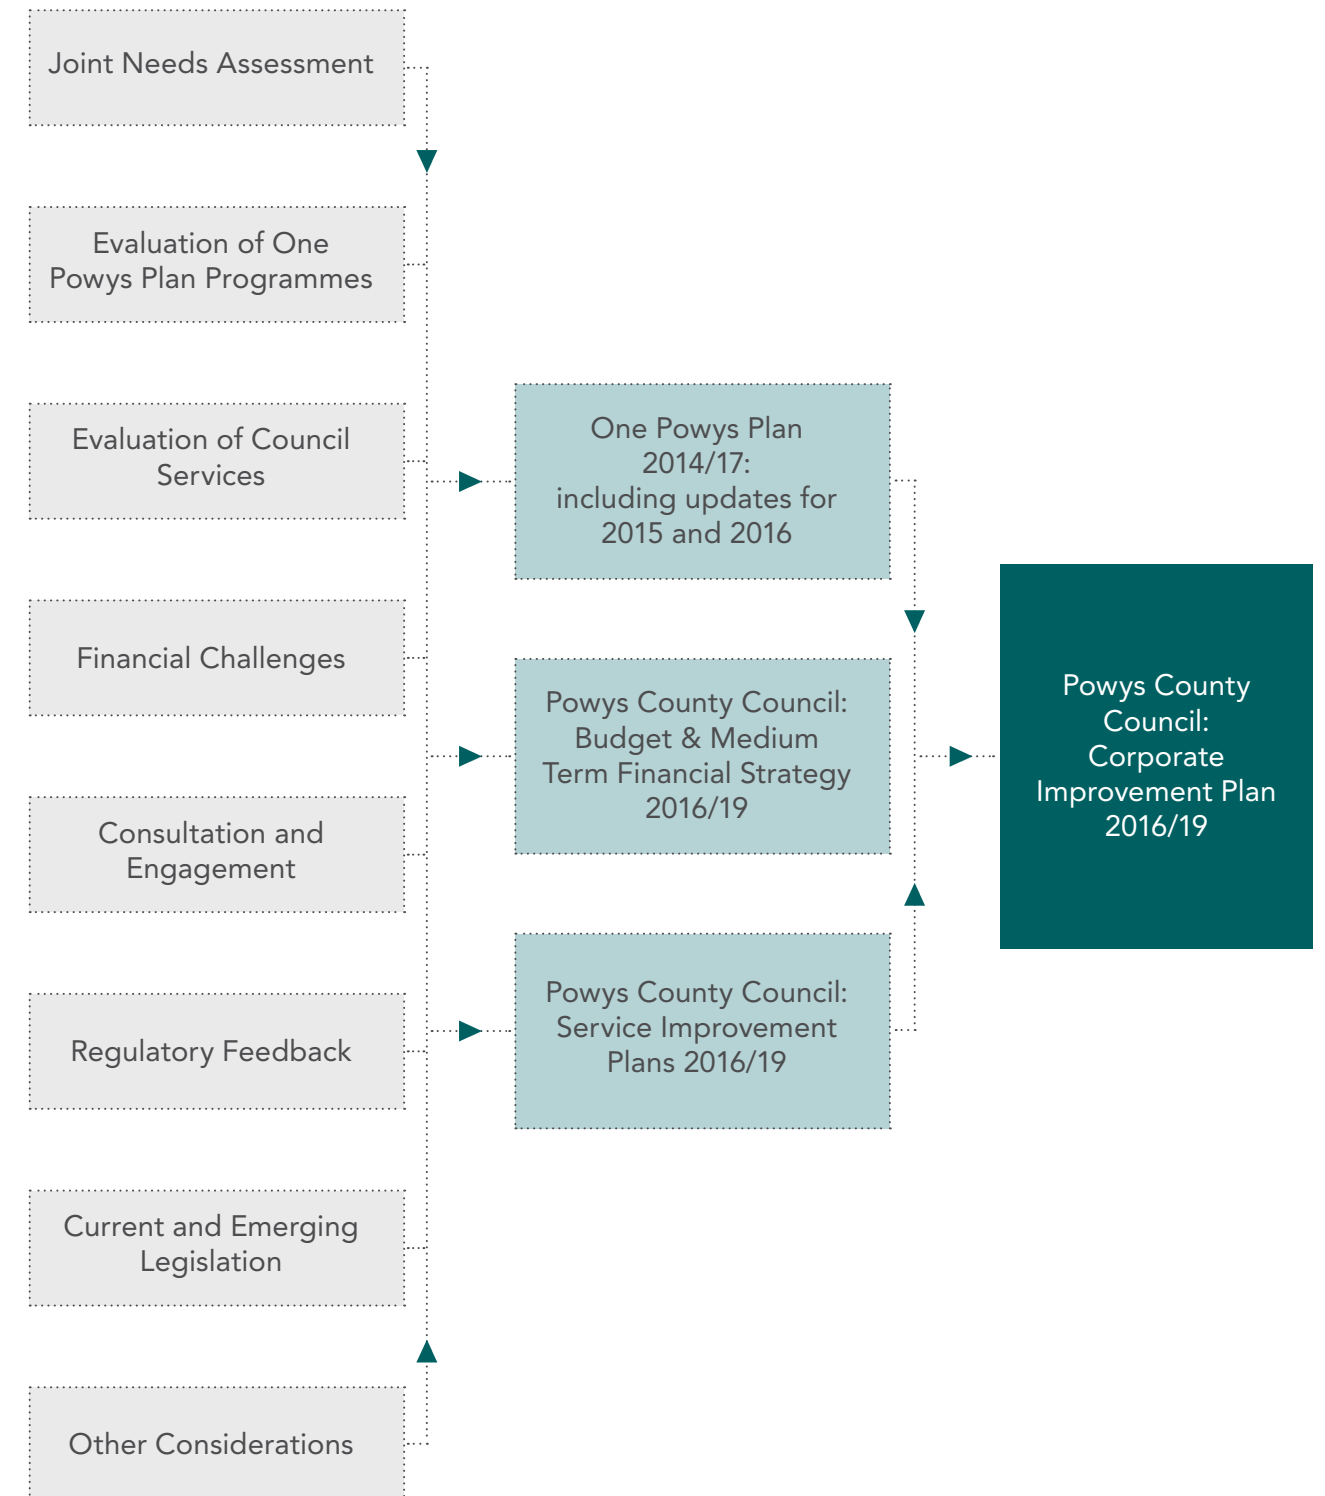 Joint Needs Assessment
Evaluation of One
Powys Plan Programmes
Evaluation of Council
Services
Financial Challenges
Consultation and
Engagement
Regulatory Feedback
Current and Emerging
Legislation
Other Considerations
One Powys Plan
2014/17:
including updates for
2015 and 2016
Powys County Council:
Budget & Medium
Term Financial Strategy
2016/19
Powys County Council:
Service Improvement
Plans 2016/19
Powys County
Council:
Corporate
Improvement Plan
2016/19